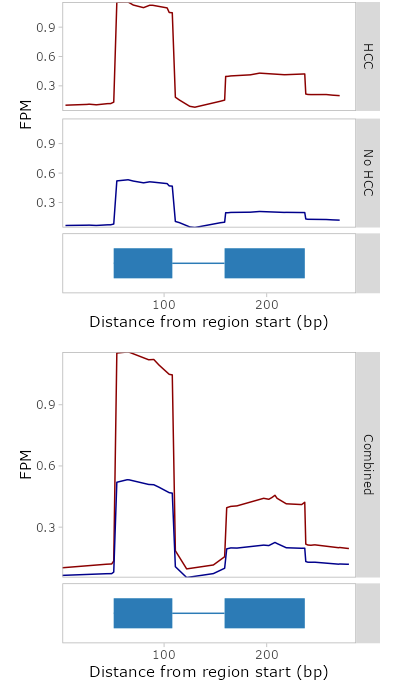 0.9
0.6
0.3
HCC
FPM
0.9
0.6
0.3
No HCC
100
200
Distance from region start (bp)
0.9
0.6
0.3
FPM
Combined
100
200
Distance from region start (bp)